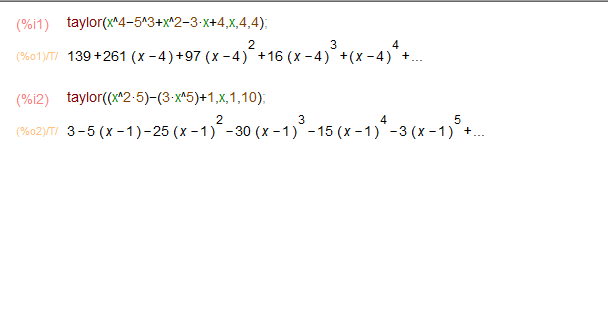 (%i1) taylor(x^4−5^3+x^2−3·x+4,x,4,4);
(%o1)/T/ 139+261 (x−4)+97 (x−4)²+16 (x−4)³+(x−4)⁴+...
(%i2) taylor((x^2·5)−(3·x^5)+1,x,1,10);
(%o2)/T/ 3−5 (x−1)−25 (x−1)²−30 (x−1)³−15 (x−1)⁴−3 (x−1)⁵+...